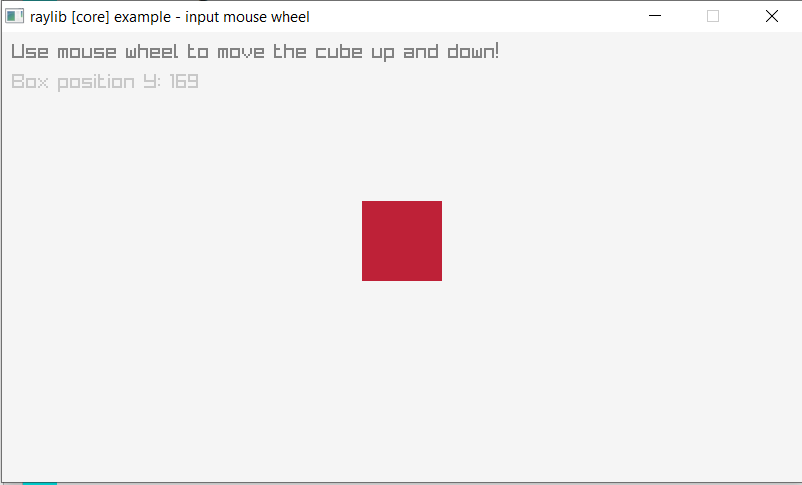 raylib [core] example - input mouse wheel
Use mouse wheel to move the cube up and down!
Box position Y: 169